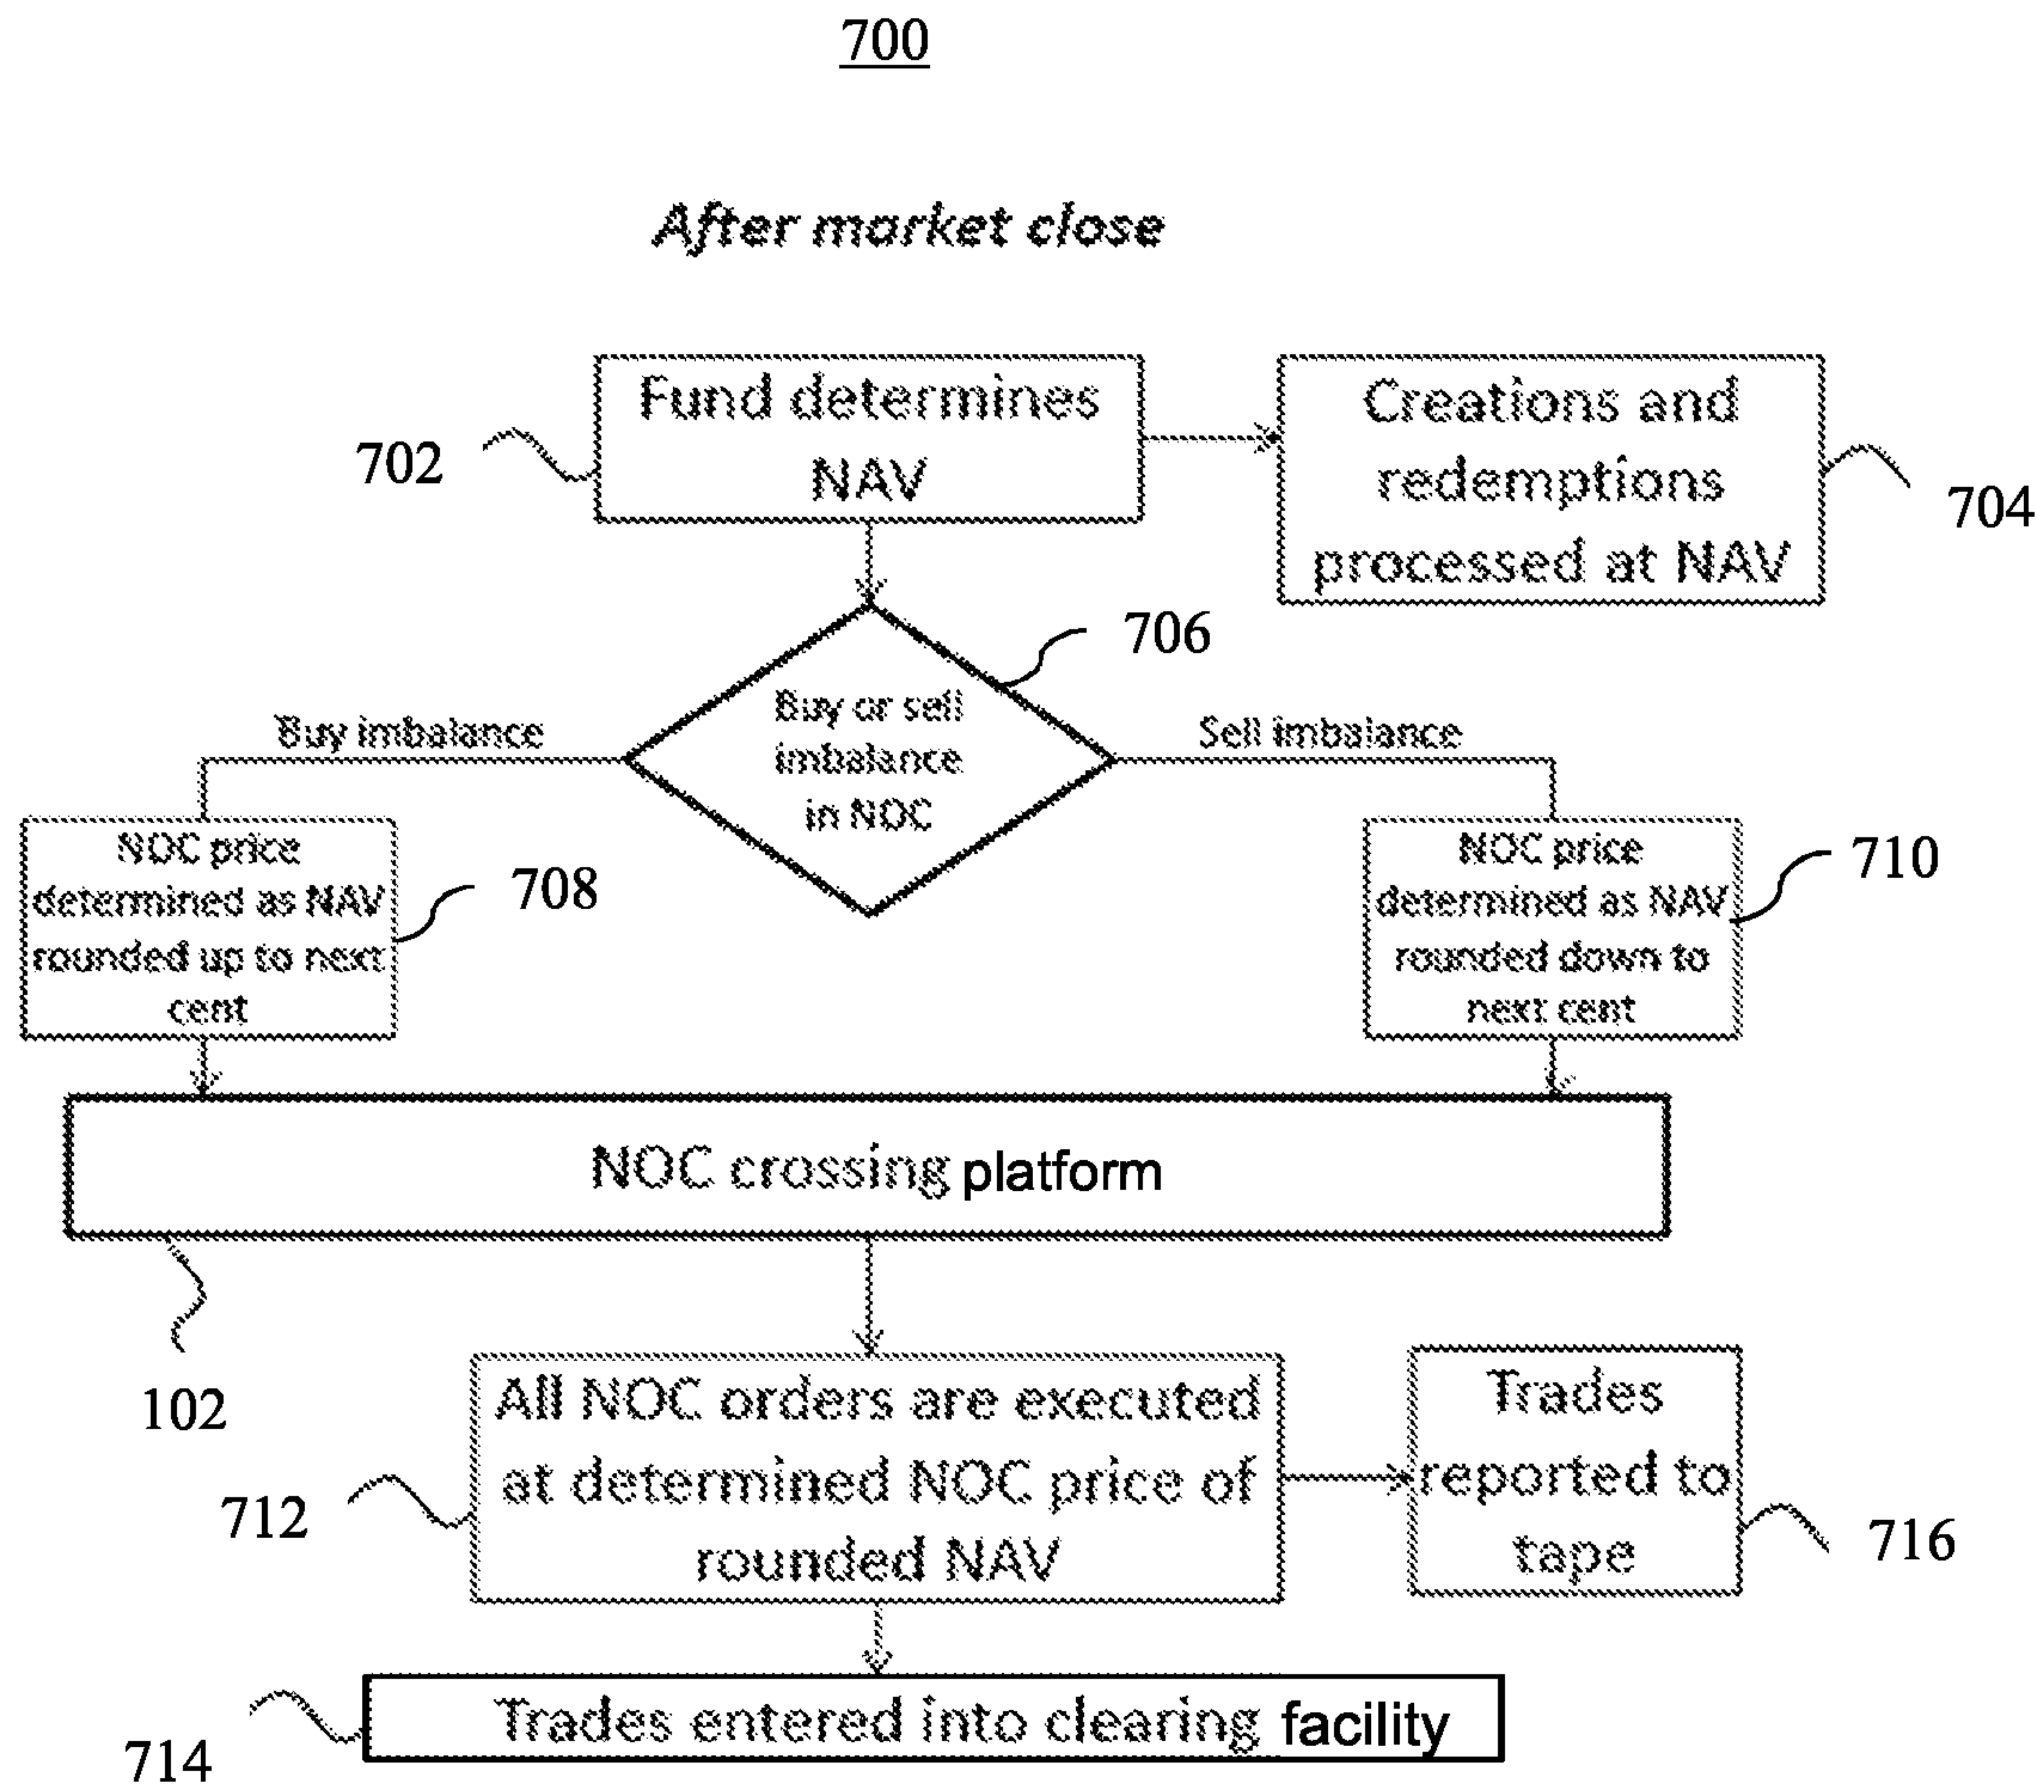 700
After market close
Fund determines
NAV
702
Creations and
redemptions
processed at NAV
704
706
Buy or sell
imbalance
in NOC
Buy imbalance
Sell imbalance
NOC price
determined as NAV
rounded up to next
cent
708
NOC price
determined as NAV
rounded down to
next cent
710
NOC crossing platform
102
All NOC orders are executed
at determined NOC price of
rounded NAV
712
Trades
reported to
tape
716
Trades entered into clearing facility
714